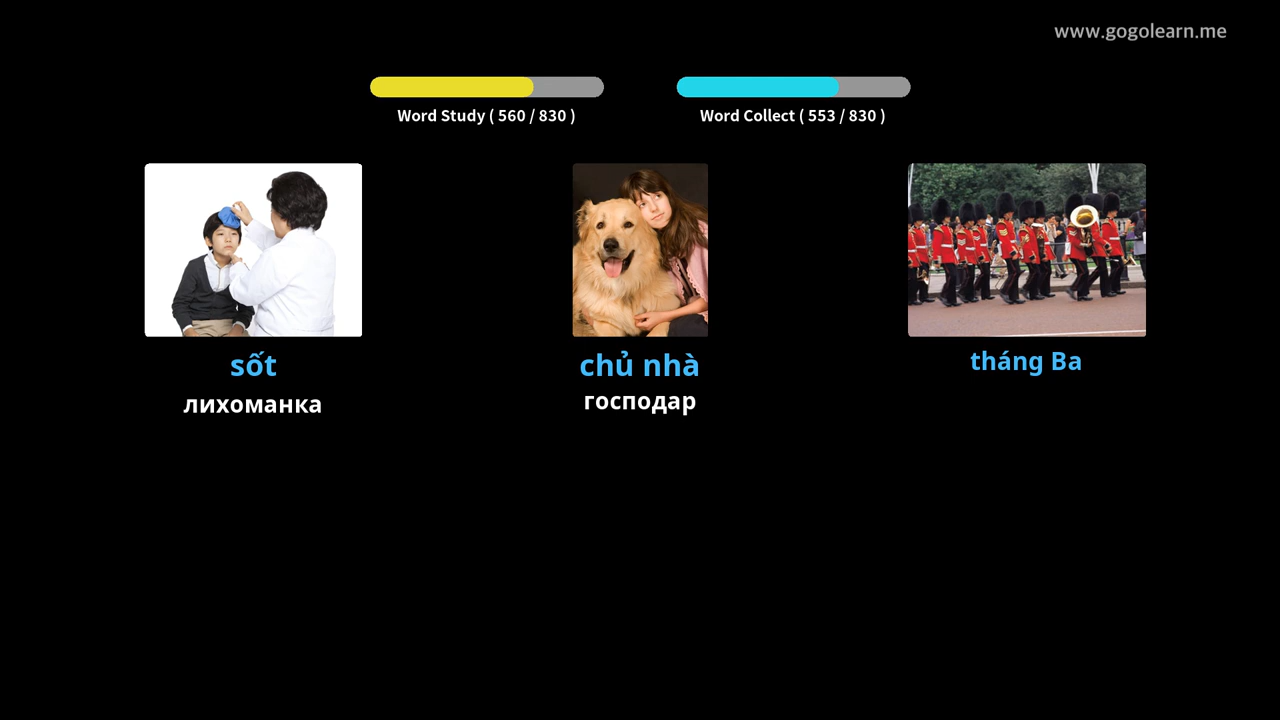 www.gogolearn.me
Word Study ( 560 / 830 )
Word Collect ( 553 / 830 )
sốt
лихоманка
chủ nhà
господар
tháng Ba